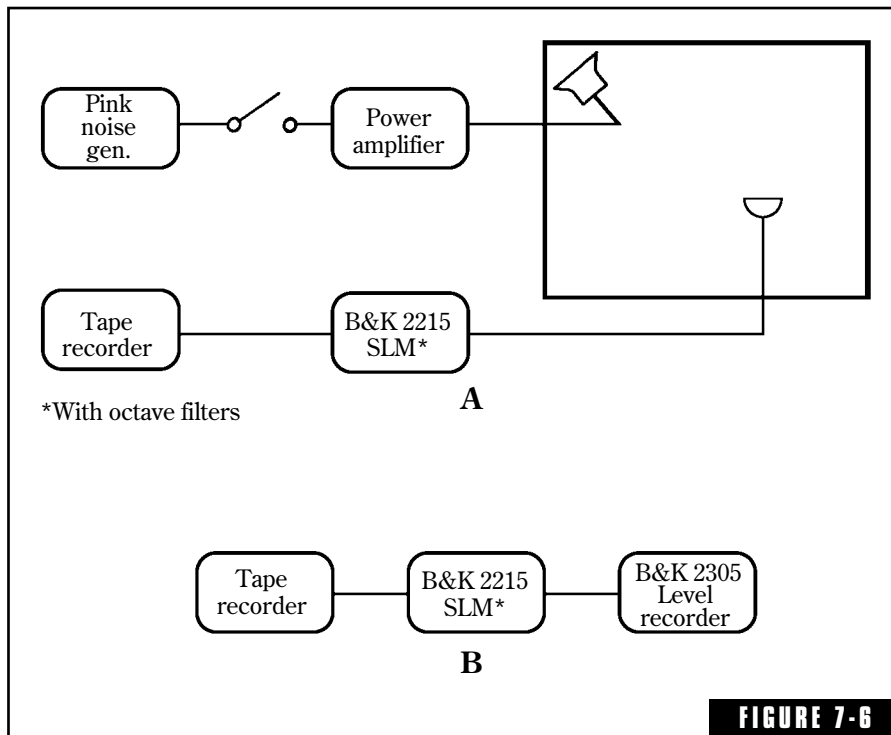 Pink
noise
gen.
Power
amplifier
Tape
recorder
B&K 2215
SLM*
A
*With octave filters
Tape
recorder
B&K 2215
SLM*
B&K 2305
Level
recorder
B
FIGURE 7-6